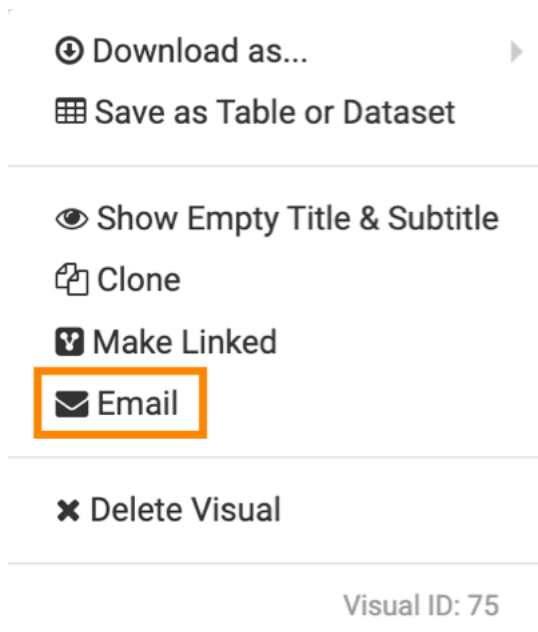 Download as...
Save as Table or Dataset
Show Empty Title & Subtitle
Clone
Make Linked
Email
Delete Visual
Visual ID: 75